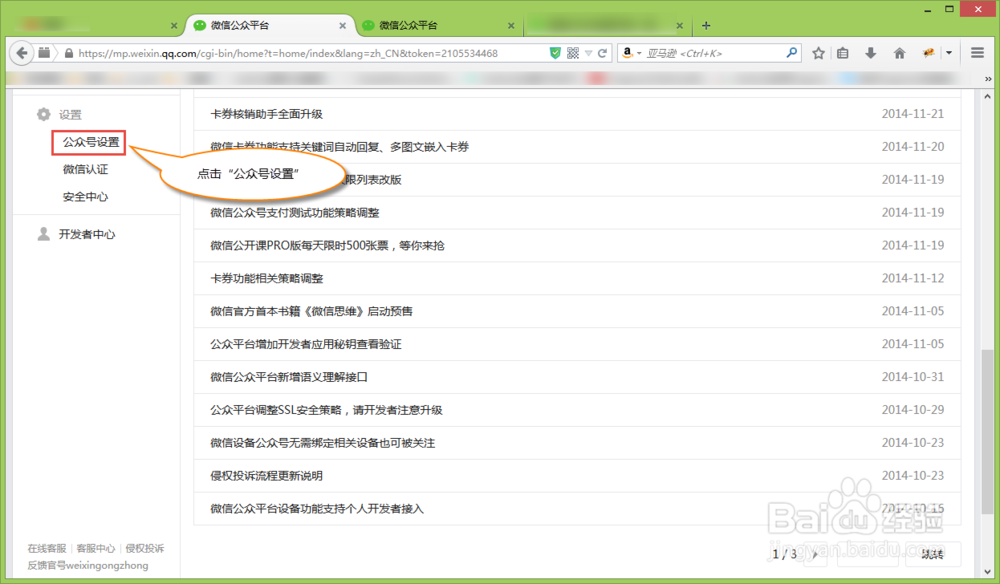 微信公众平台
微信公众平台
https://mp.weixin.qq.com/cgi-bin/home?t=home/index&lang=zh_CN&token=2105534468
亚马逊 <Ctrl+K>
设置
公众号设置
微信认证
安全中心
开发者中心
点击“公众号设置”
卡券核销助手全面升级 2014-11-21
微信卡券功能支持关键词自动回复、多图文嵌入卡券 2014-11-20
限列表改版 2014-11-19
微信公众号支付测试功能策略调整 2014-11-19
微信公开课PRO版每天限时500张票，等你来抢 2014-11-19
卡券功能相关策略调整 2014-11-12
微信官方首本书籍《微信思维》启动预售 2014-11-05
公众平台增加开发者应用秘钥查看验证 2014-11-05
微信公众平台新增语义理解接口 2014-10-31
公众平台调整SSL安全策略，请开发者注意升级 2014-10-29
微信设备公众号无需绑定相关设备也可被关注 2014-10-23
侵权投诉流程更新说明 2014-10-23
微信公众平台设备功能支持个人开发者接入 2014-10-15
1 / 3 跳转
在线客服 | 客服中心 | 侵权投诉
反馈官号weixingongzhong
Baidu 经验
jingyan.baidu.com